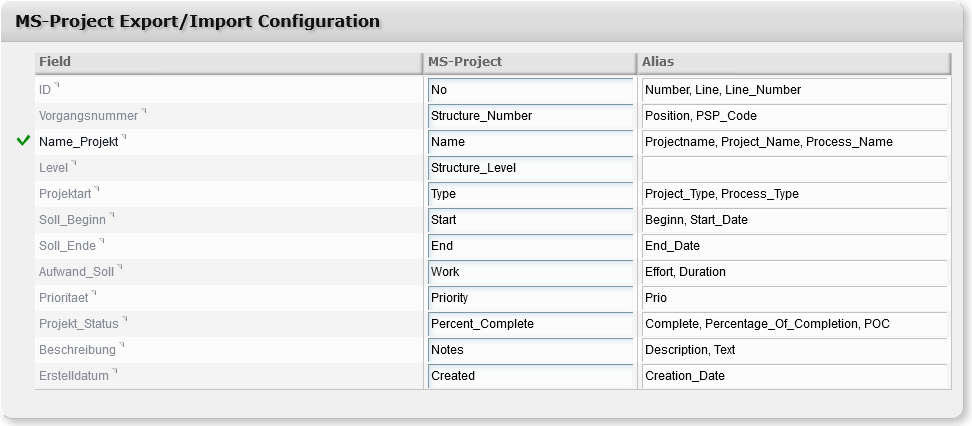 MS-Project Export/Import Configuration
Field MS-Project Alias
ID No Number, Line, Line_Number
Vorgangsnummer Structure_Number Position, PSP_Code
Name_Projekt Name Projectname, Project_Name, Process_Name
Level Structure_Level
Projektart Type Project_Type, Process_Type
Soll_Beginn Start Beginn, Start_Date
Soll_Ende End End_Date
Aufwand_Soll Work Effort, Duration
Prioritaet Priority Prio
Projekt_Status Percent_Complete Complete, Percentage_Of_Completion, POC
Beschreibung Notes Description, Text
Erstelldatum Created Creation_Date